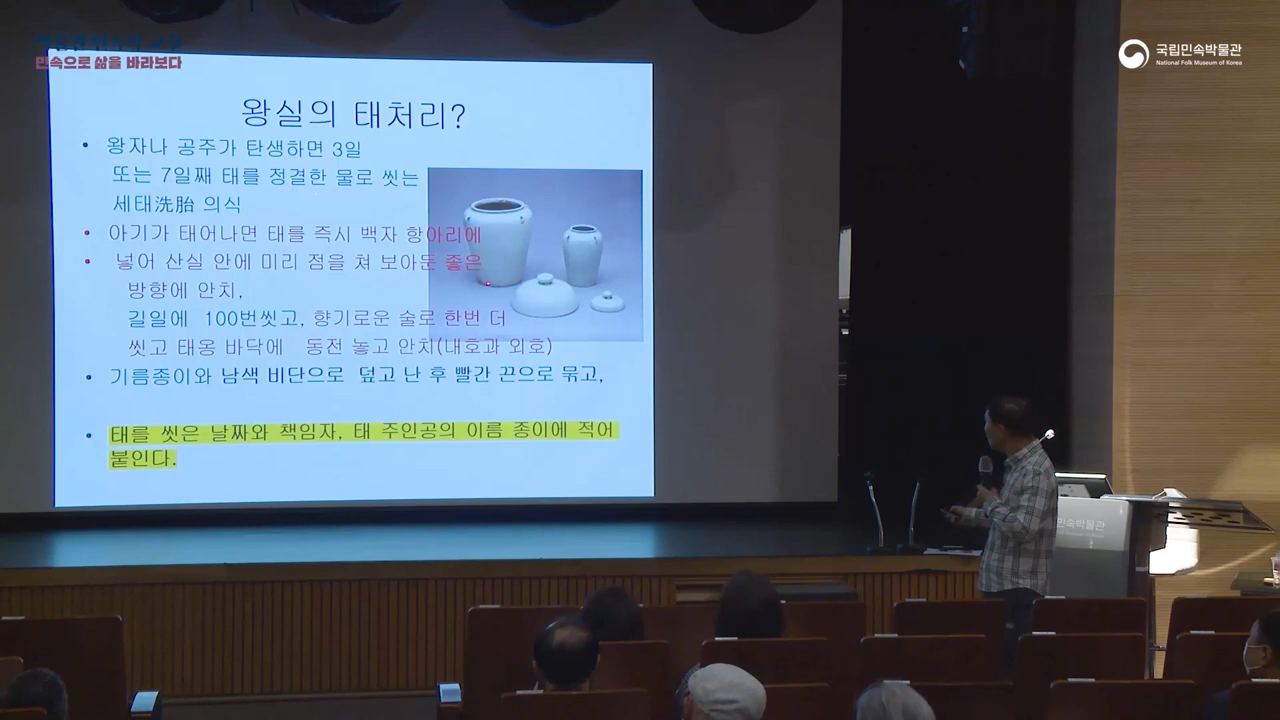 민속으로 삶을 바라보다
국립민속박물관
National Folk Museum of Korea
왕실의 태처리?
• 왕자나 공주가 탄생하면 3일
또는 7일째 태를 정결한 물로 씻는
세태洗胎 의식
• 아기가 태어나면 태를 즉시 백자 항아리에
• 넣어 산실 안에 미리 점을 쳐 보아둔 좋은
방향에 안치,
길일에 100번씻고, 향기로운 술로 한번 더
씻고 태옹 바닥에 동전 놓고 안치(내호과 외호)
• 기름종이와 남색 비단으로 덮고 난 후 빨간 끈으로 묶고,
• 태를 씻은 날짜와 책임자, 태 주인공의 이름 종이에 적어
붙인다.
민속박물관